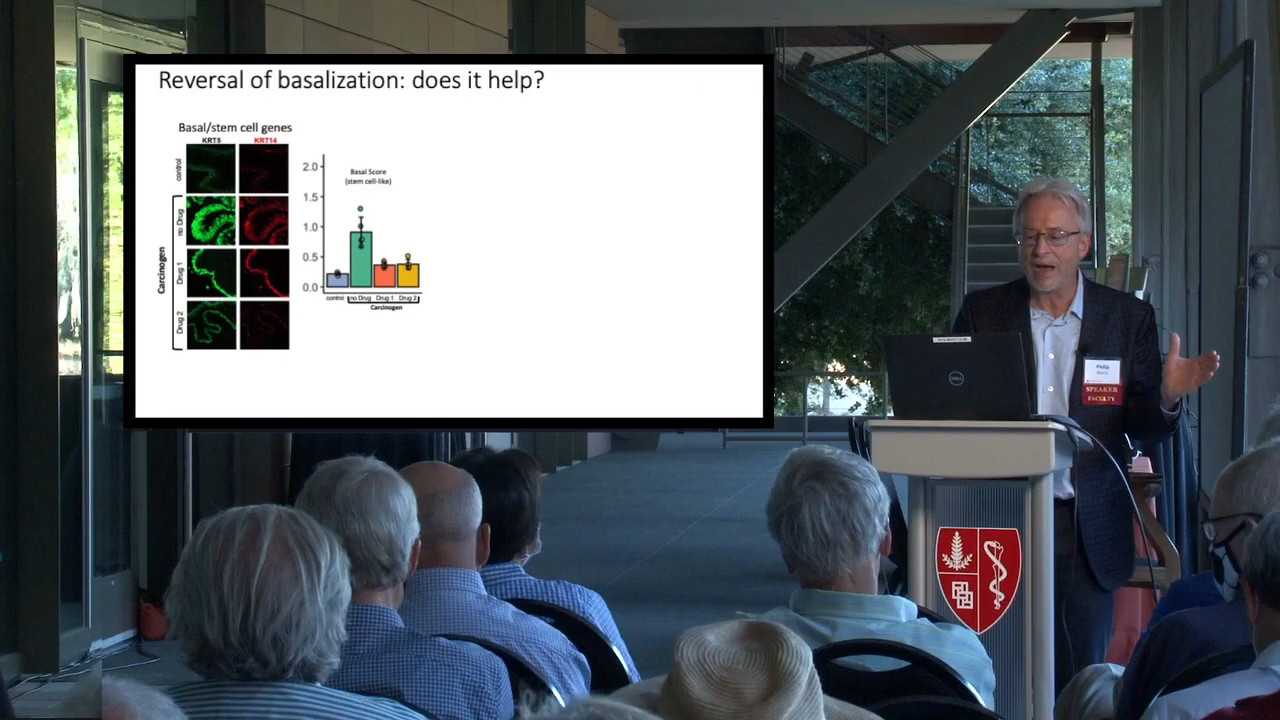 Reversal of basalization: does it help?
Basal/stem cell genes
KRT5 KRT14
control
no Drug
Drug 1
Drug 2
Carcinogen
Basal Score
(stem cell-like)
2.0
1.5
1.0
0.5
0.0
control no Drug Drug 1 Drug 2
Carcinogen
DELL
Philip
SPEAKER
FACULTY